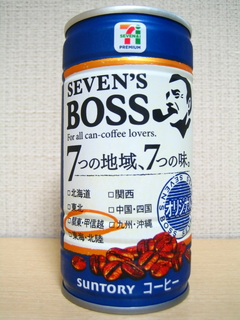 7
ELEVEN
PREMIUM
SEVEN'S
BOSS
For all can-coffee lovers.
7つの地域、7つの味。
□北海道 □関西
□東北 □中国・四国
□関東・甲信越 □九州・沖縄
□東海・北陸
SUNTORY コーヒー